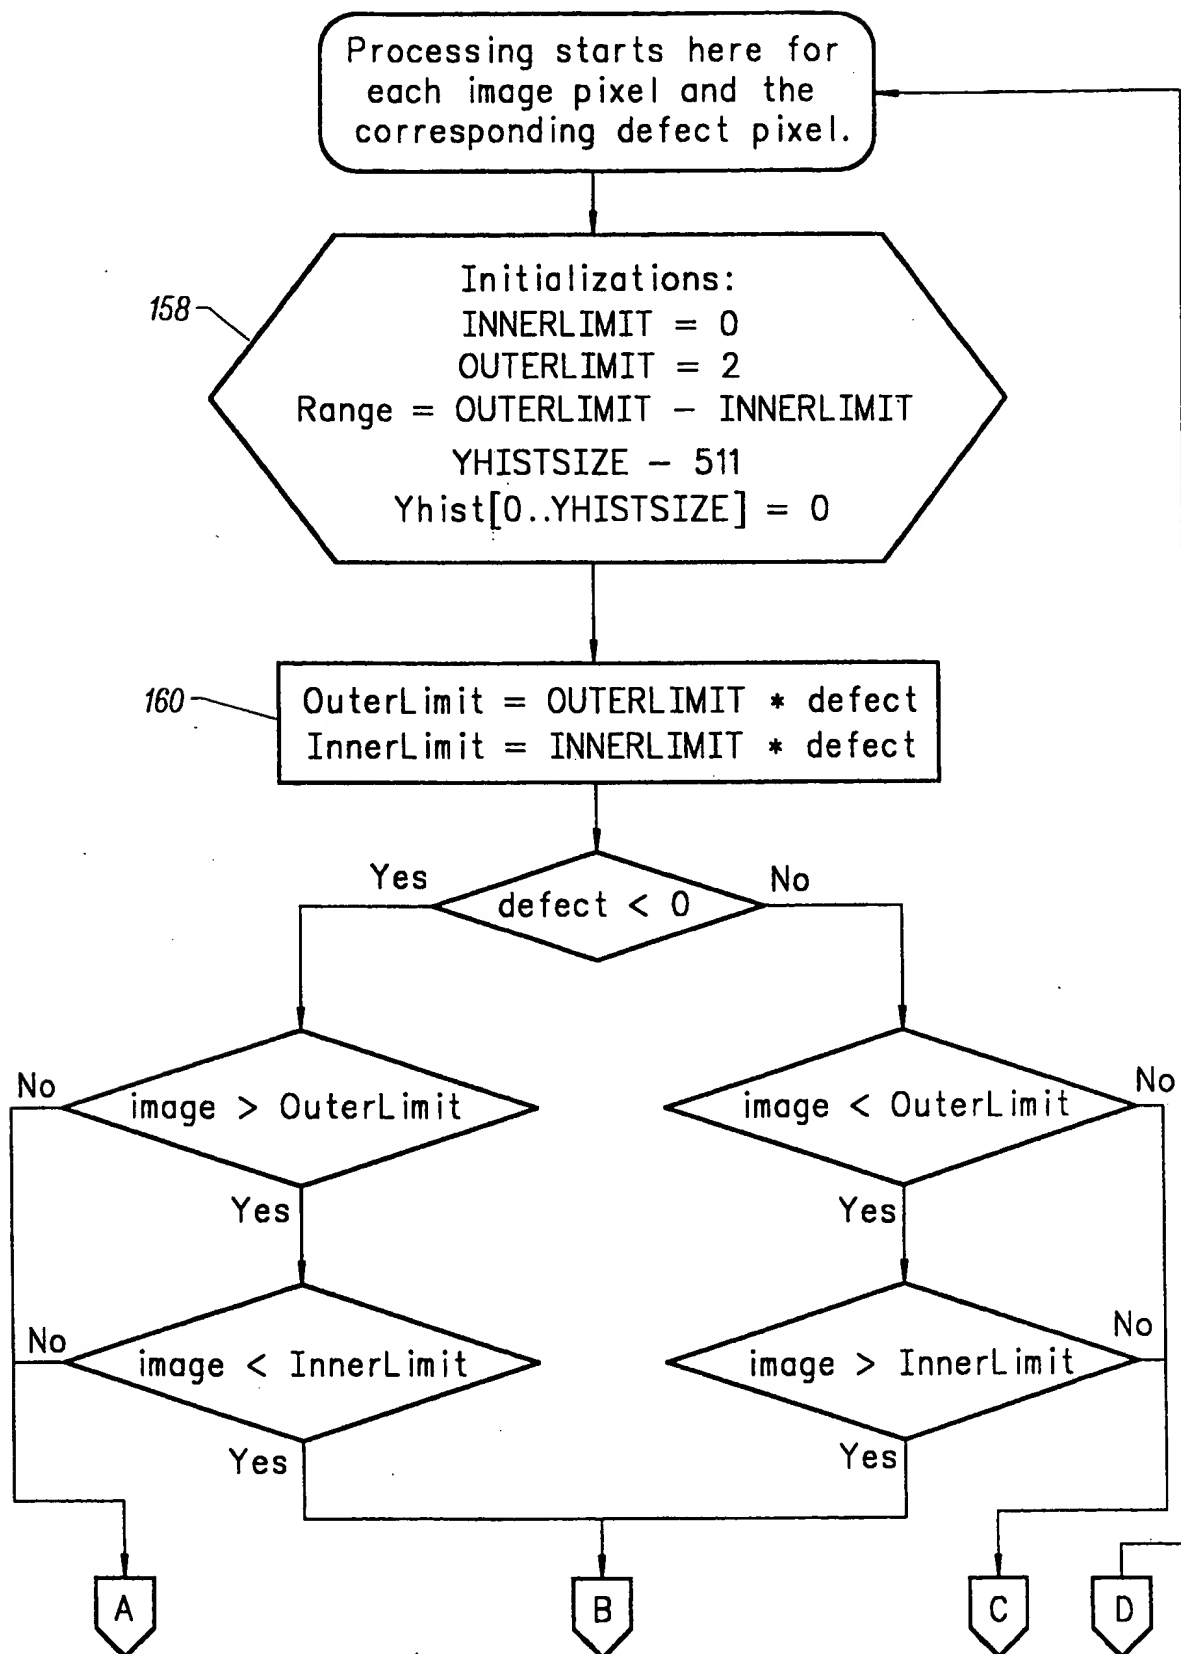 Processing starts here for
each image pixel and the
corresponding defect pixel.
158
Initializations:
INNERLIMIT = 0
OUTERLIMIT = 2
Range = OUTERLIMIT - INNERLIMIT
YHISTSIZE - 511
Yhist[0..YHISTSIZE] = 0
160
OuterLimit = OUTERLIMIT * defect
InnerLimit = INNERLIMIT * defect
Yes
defect < 0
No
No
image > OuterLimit
Yes
image < OuterLimit
No
Yes
No
image < InnerLimit
Yes
image > InnerLimit
No
Yes
A
B
C
D